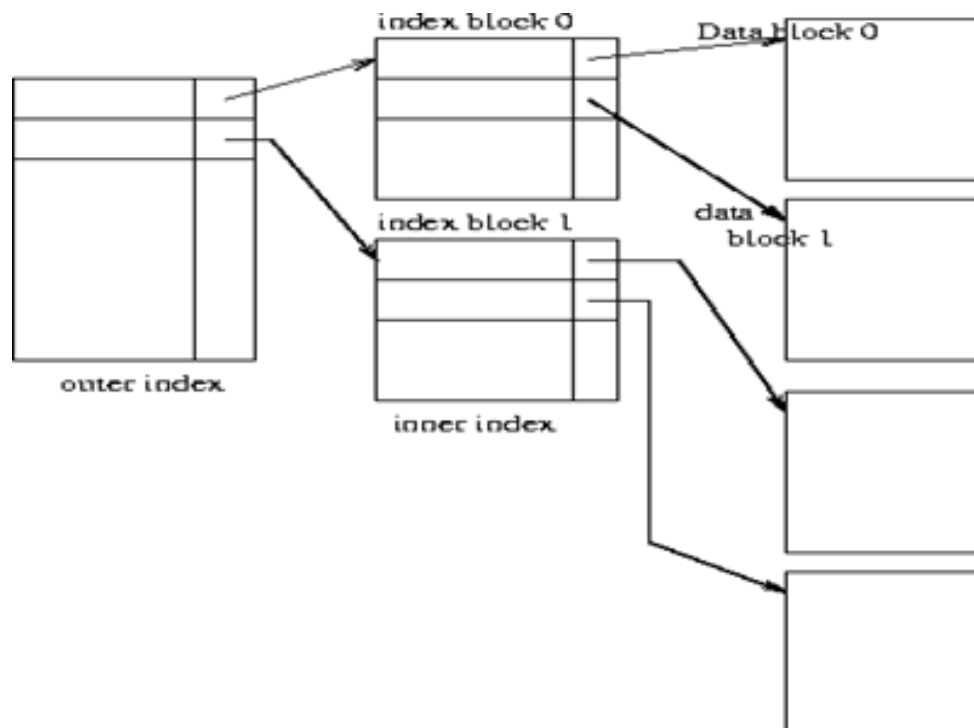 index block 0
Data block 0
data
block 1
index block 1
outer index
inner index